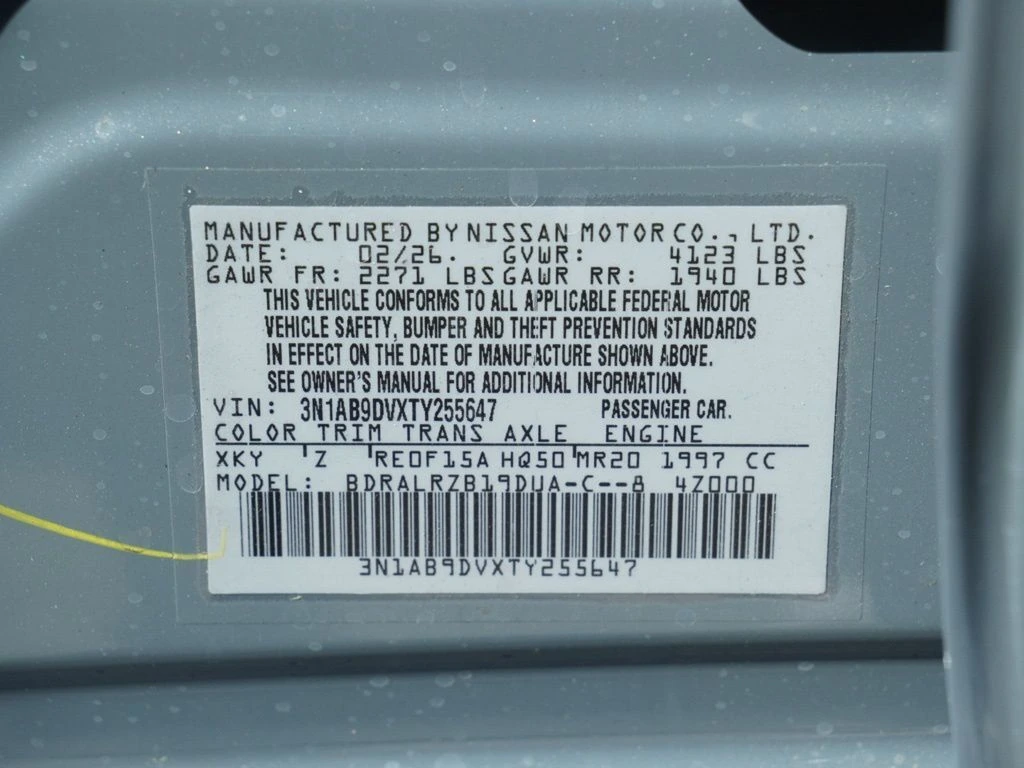 MANUFACTURED BY NISSAN MOTOR CO., LTD.
DATE: 02/26. GVWR: 4123 LBS
GAWR FR: 2271 LBS GAWR RR: 1940 LBS
THIS VEHICLE CONFORMS TO ALL APPLICABLE FEDERAL MOTOR
VEHICLE SAFETY, BUMPER AND THEFT PREVENTION STANDARDS
IN EFFECT ON THE DATE OF MANUFACTURE SHOWN ABOVE.
SEE OWNER'S MANUAL FOR ADDITIONAL INFORMATION.
VIN: 3N1AB9DVXTY255647 PASSENGER CAR.
COLOR TRIM TRANS AXLE ENGINE
XKY Z RE0F15A HQ50 MR20 1997 CC
MODEL: BDRALRZB19DUA-C--8 4Z000
3N1AB9DVXTY255647